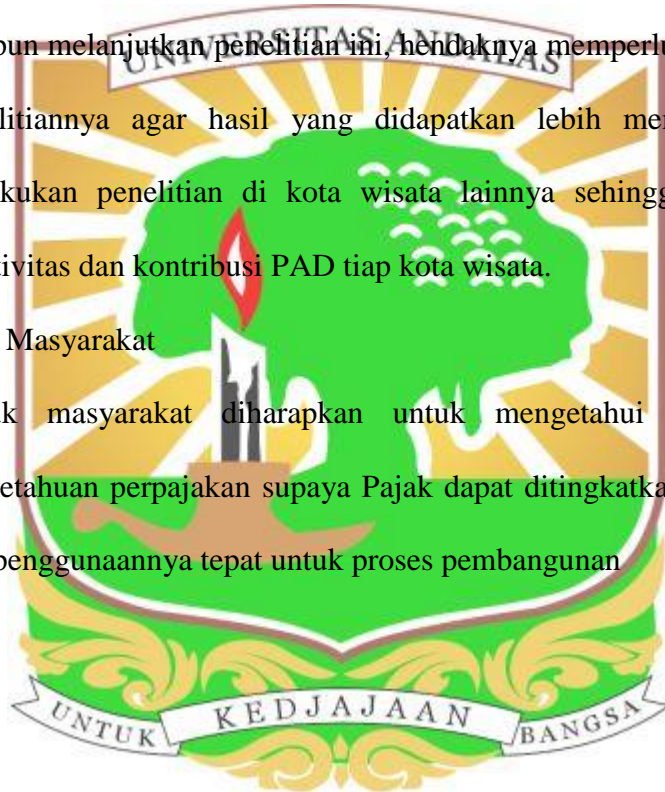 UNIVERSITAS ANDALAS
pun melanjutkan penelitian ini, hendaknya memperlu
litiannya agar hasil yang didapatkan lebih mer
kukan penelitian di kota wisata lainnya sehingg
tivitas dan kontribusi PAD tiap kota wisata.
Masyarakat
k masyarakat diharapkan untuk mengetahui
etahuan perpajakan supaya Pajak dapat ditingkatka
penggunaannya tepat untuk proses pembangunan
UNTUK KEDJAJAAN BANGSA